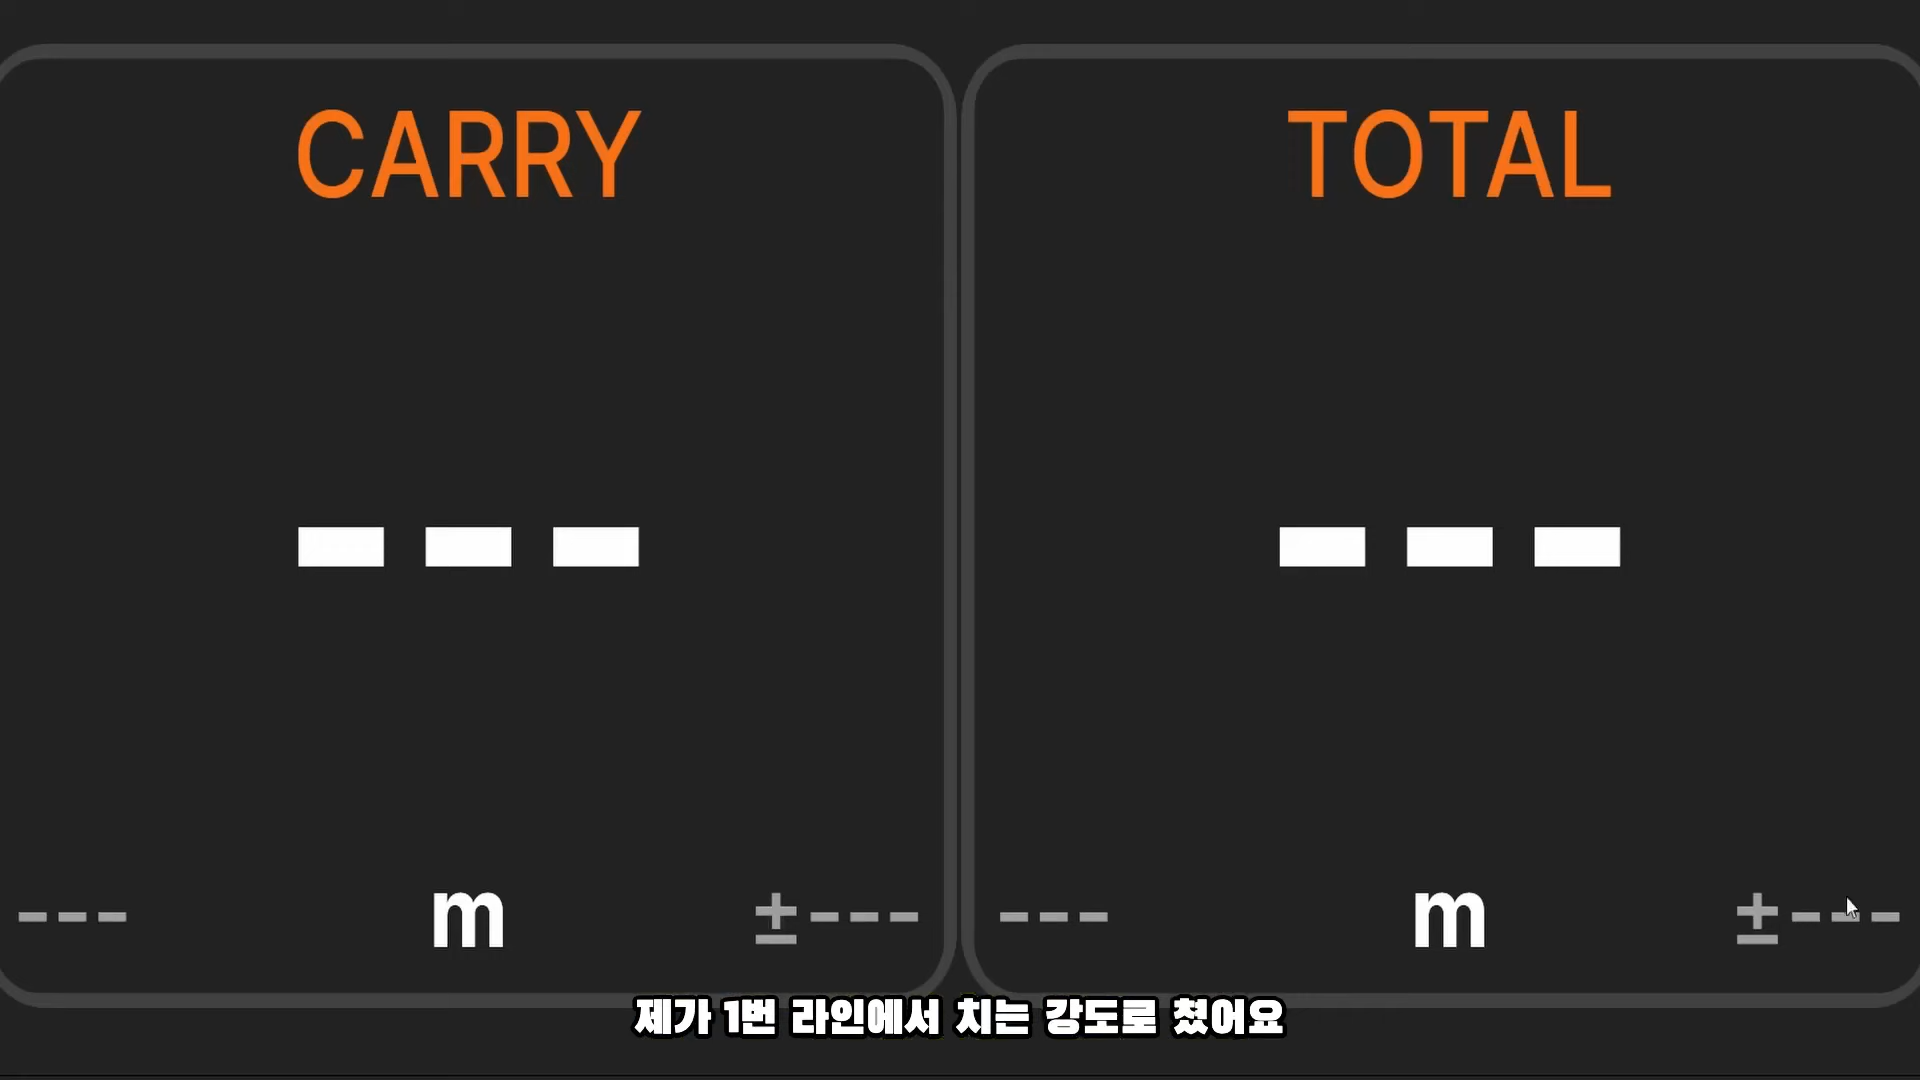 CARRY
---
--- m ±---
TOTAL
---
--- m ±---
제가 1번 라인에서 치는 강도로 쳤어요